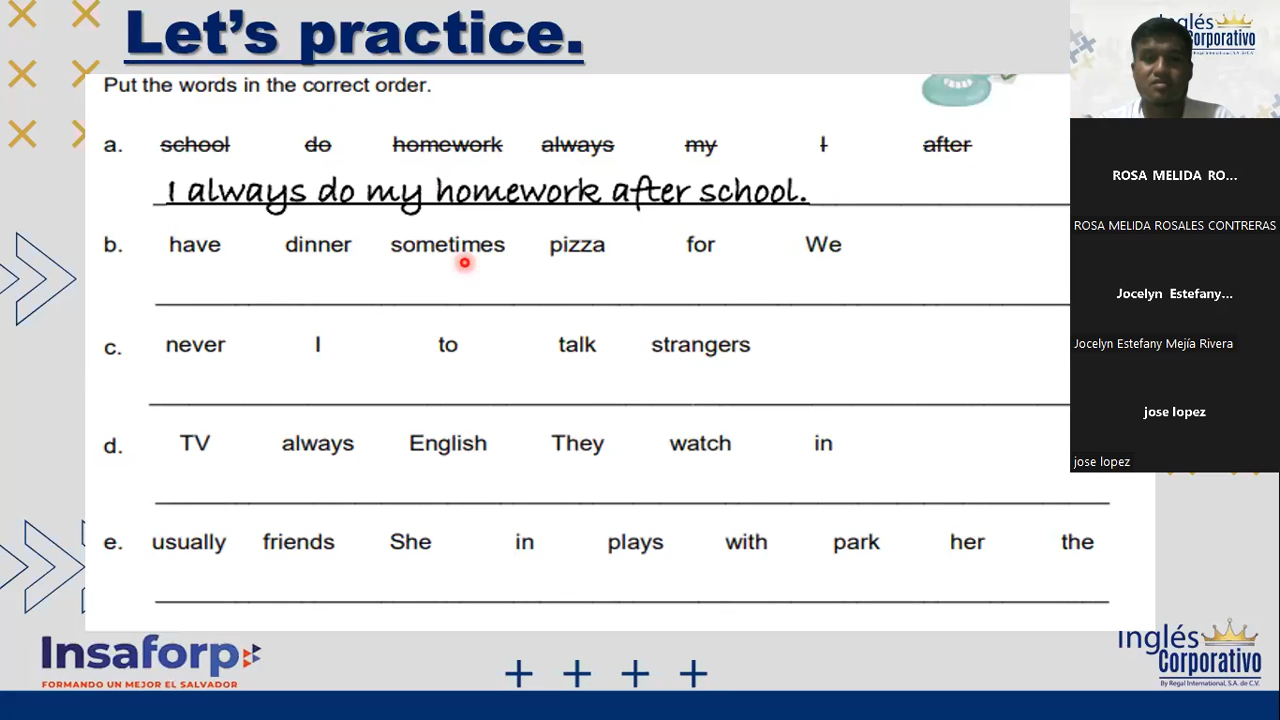 Let's practice.
Put the words in the correct order.
a. school do homework always my I after
I always do my homework after school.
b. have dinner sometimes pizza for We
c. never I to talk strangers
d. TV always English They watch in
e. usually friends She in plays with park her the
Insaforp
FORMANDO UN MEJOR EL SALVADOR
Inglés
Corporativo
By Regal International, S.A. de C.V.
Inglés
Corporativo
ROSA MELIDA RO...
ROSA MELIDA ROSALES CONTRERAS
Jocelyn Estefany...
Jocelyn Estefany Mejía Rivera
jose lopez
jose lopez